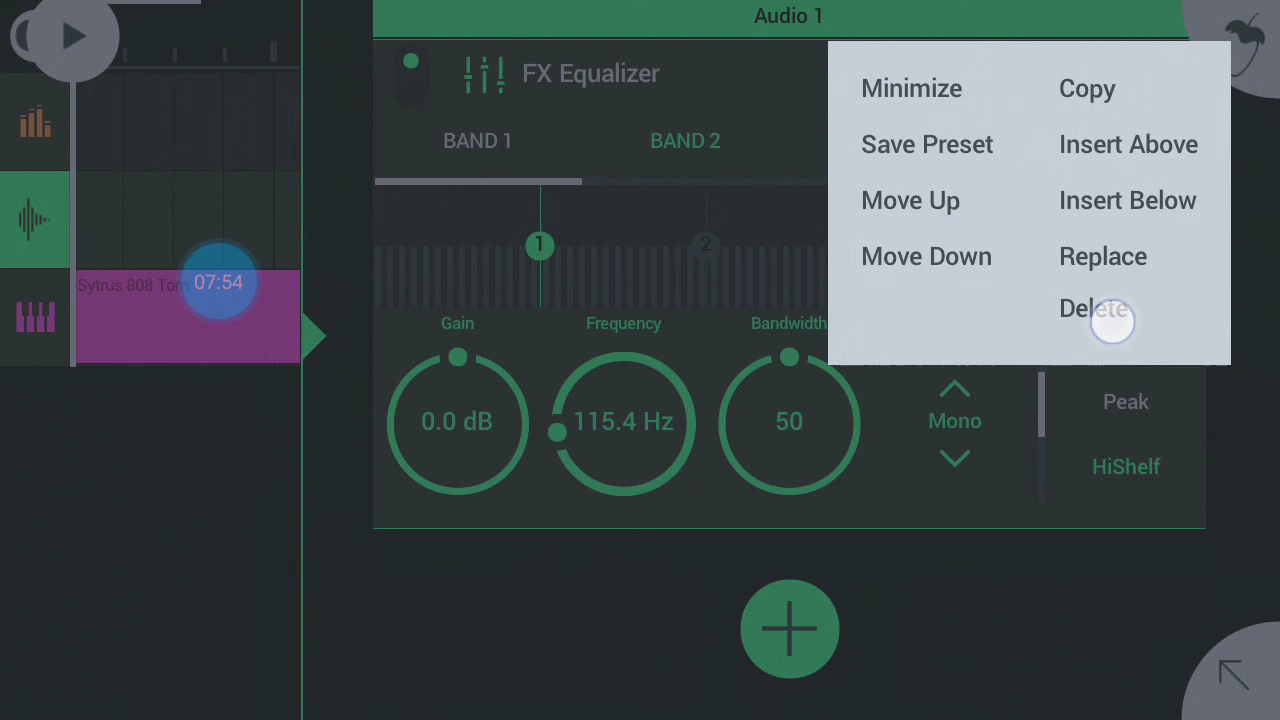 Audio 1
FX Equalizer
BAND 1
BAND 2
Minimize
Copy
Save Preset
Insert Above
Move Up
Insert Below
Move Down
Replace
Delete
Sytrus 808 Tom
07:54
1
2
Gain
Frequency
Bandwidth
0.0 dB
115.4 Hz
50
Mono
Peak
HiShelf